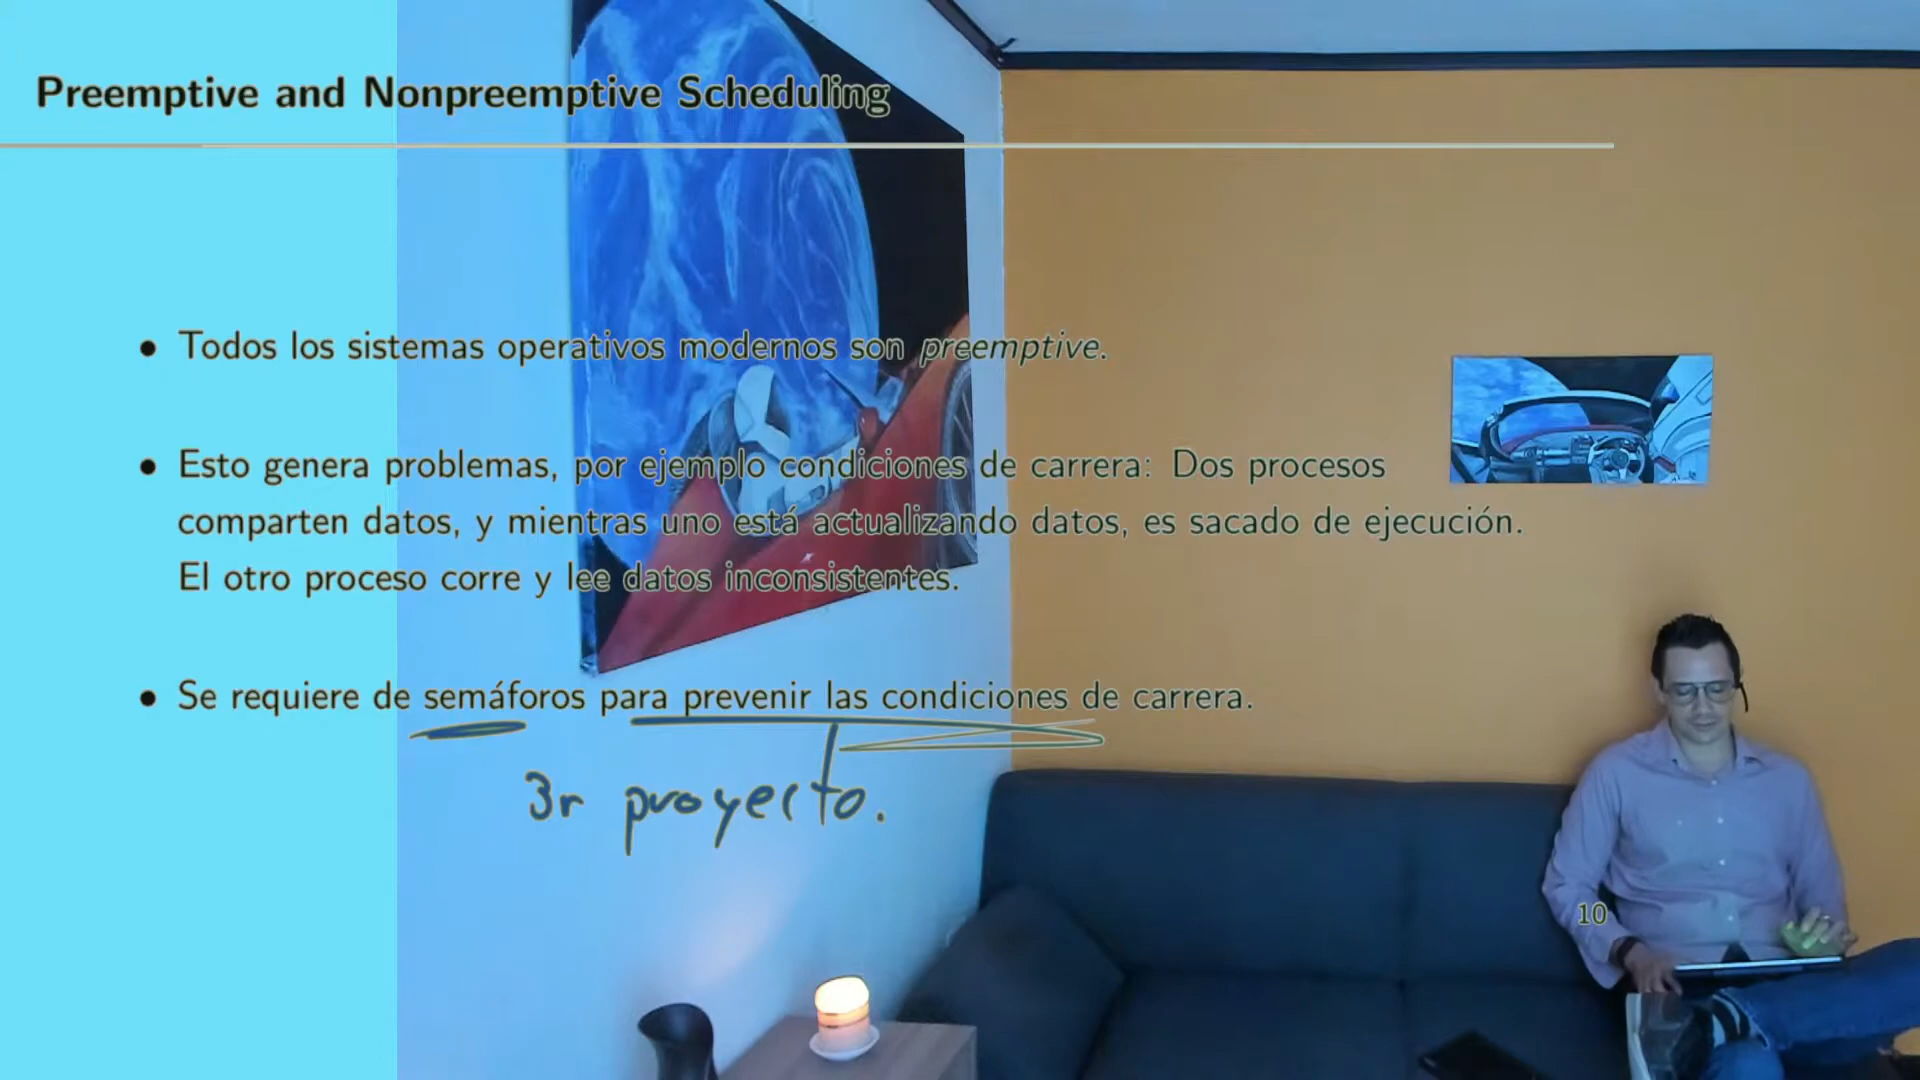 Preemptive and Nonpreemptive Scheduling
• Todos los sistemas operativos modernos son preemptive.
• Esto genera problemas, por ejemplo condiciones de carrera: Dos procesos
comparten datos, y mientras uno está actualizando datos, es sacado de ejecución.
El otro proceso corre y lee datos inconsistentes.
• Se requiere de semáforos para prevenir las condiciones de carrera.
3r proyecto.
10